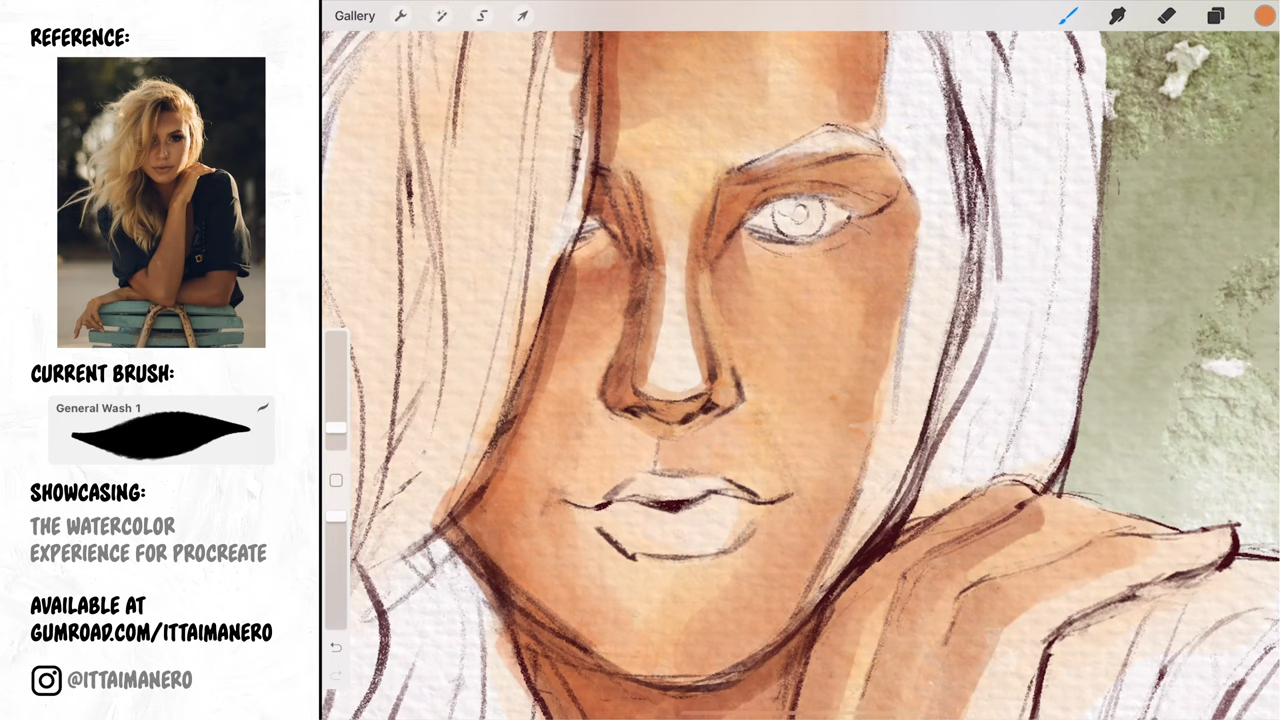 REFERENCE:
CURRENT BRUSH:
General Wash 1
SHOWCASING:
THE WATERCOLOR
EXPERIENCE FOR PROCREATE
AVAILABLE AT
GUMROAD.COM/ITTAIMANERO
@ITTAIMANERO
Gallery